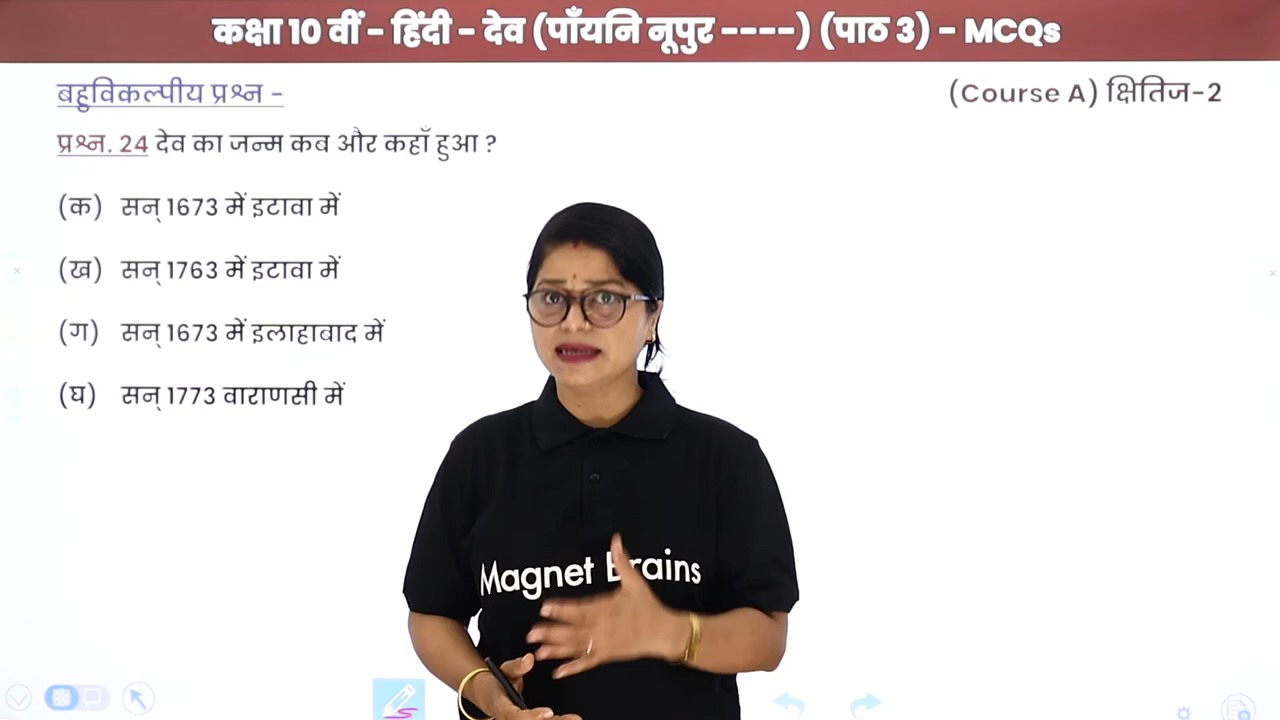 कक्षा 10 वीं - हिंदी - देव (पाँयनि नूपुर ----) (पाठ 3) - MCQs
बहुविकल्पीय प्रश्न -
(Course A) क्षितिज-2
प्रश्न. 24 देव का जन्म कब और कहाँ हुआ ?
(क) सन् 1673 में इटावा में
(ख) सन् 1763 में इटावा में
(ग) सन् 1673 में इलाहाबाद में
(घ) सन् 1773 वाराणसी में
Magnet Brains